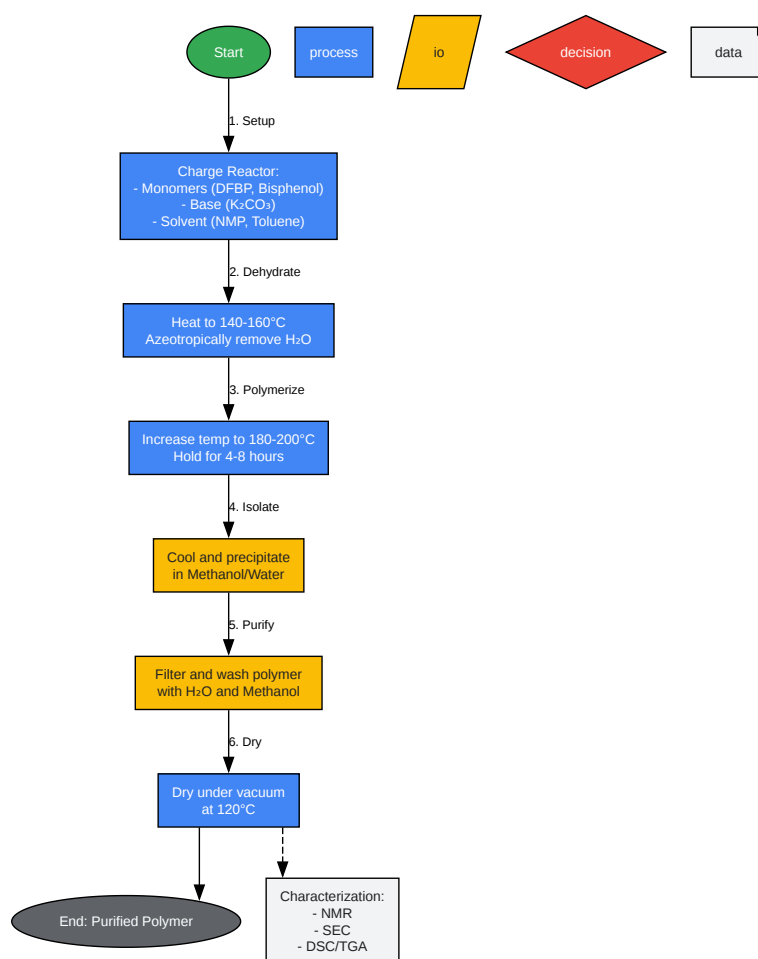 Start
process
io
decision
data
1. Setup
Charge Reactor:
- Monomers (DFBP, Bisphenol)
- Base (K₂CO₃)
- Solvent (NMP, Toluene)
2. Dehydrate
Heat to 140-160°C
Azeotropically remove H₂O
3. Polymerize
Increase temp to 180-200°C
Hold for 4-8 hours
4. Isolate
Cool and precipitate
in Methanol/Water
5. Purify
Filter and wash polymer
with H₂O and Methanol
6. Dry
Dry under vacuum
at 120°C
End: Purified Polymer
Characterization:
- NMR
- SEC
- DSC/TGA